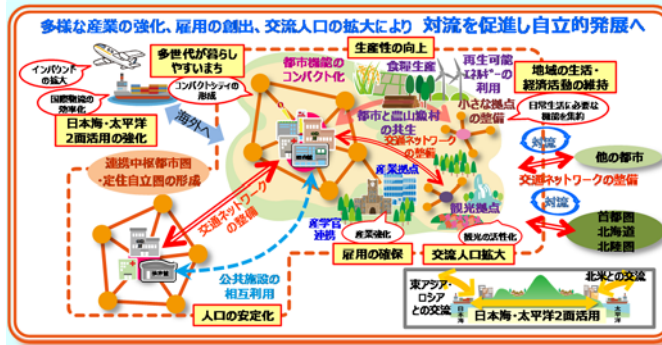 多様な産業の強化、雇用の創出、交流人口の拡大により 対流を促進し自立的発展へ
インバウンドの拡大
国際物流の効率化
日本海・太平洋
2面活用の強化
海外へ
多世代が暮らし
やすいまち
コンパクトシティの形成
生産性の向上
都市機能の
コンパクト化
食糧生産
再生可能
エネルギーの
利用
都市と農山漁村
の共生
小さな拠点
の整備
地域の生活・
経済活動の維持
日常生活に必要な
機能を集約
交通ネットワーク
の整備
対流
他の都市
交通ネットワークの整備
対流
首都圏
北海道
北陸圏
連携中枢都市圏
・定住自立圏の形成
交通ネットワーク
の整備
産業拠点
産学官
連携
産業強化
雇用の確保
観光拠点
観光の活性化
交流人口拡大
公共施設の
相互利用
人口の安定化
東アジア・
ロシア
との交流
北米との交流
日本海
日本海・太平洋2面活用
太平洋